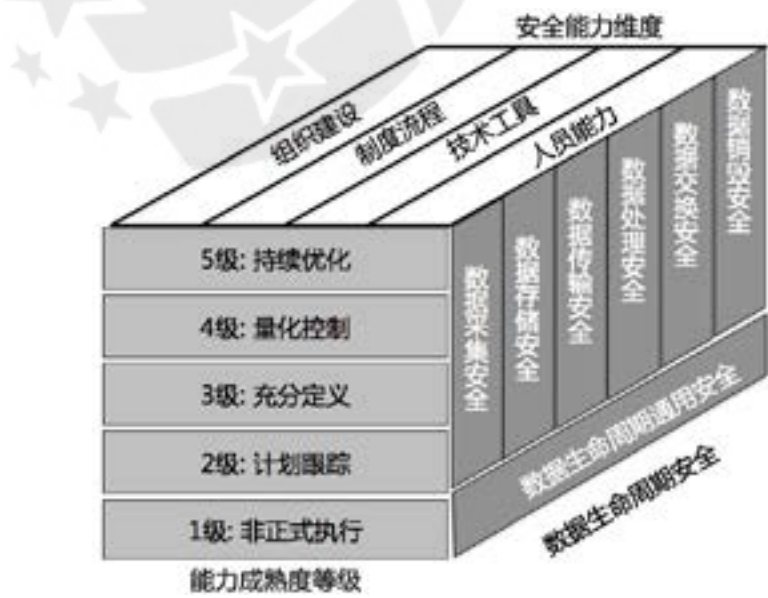 安全能力维度
组织建设
制度流程
技术工具
人员能力
5级: 持续优化
4级: 量化控制
3级: 充分定义
2级: 计划跟踪
1级: 非正式执行
能力成熟度等级
数据采集安全
数据存储安全
数据传输安全
数据处理安全
数据交换安全
数据销毁安全
数据生命周期通用安全
数据生命周期安全